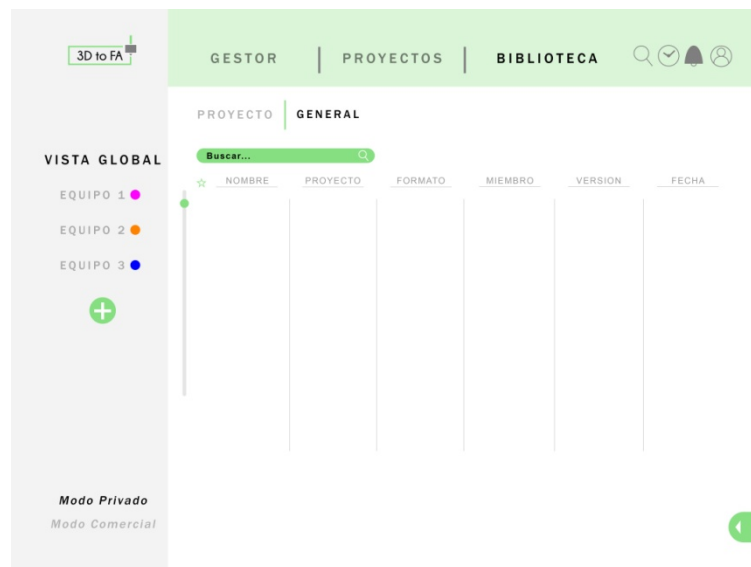 3D to FA
GESTOR PROYECTOS BIBLIOTECA
PROYECTO GENERAL
VISTA GLOBAL
EQUIPO 1
EQUIPO 2
EQUIPO 3
Buscar...
NOMBRE PROYECTO FORMATO MIEMBRO VERSION FECHA
Modo Privado
Modo Comercial